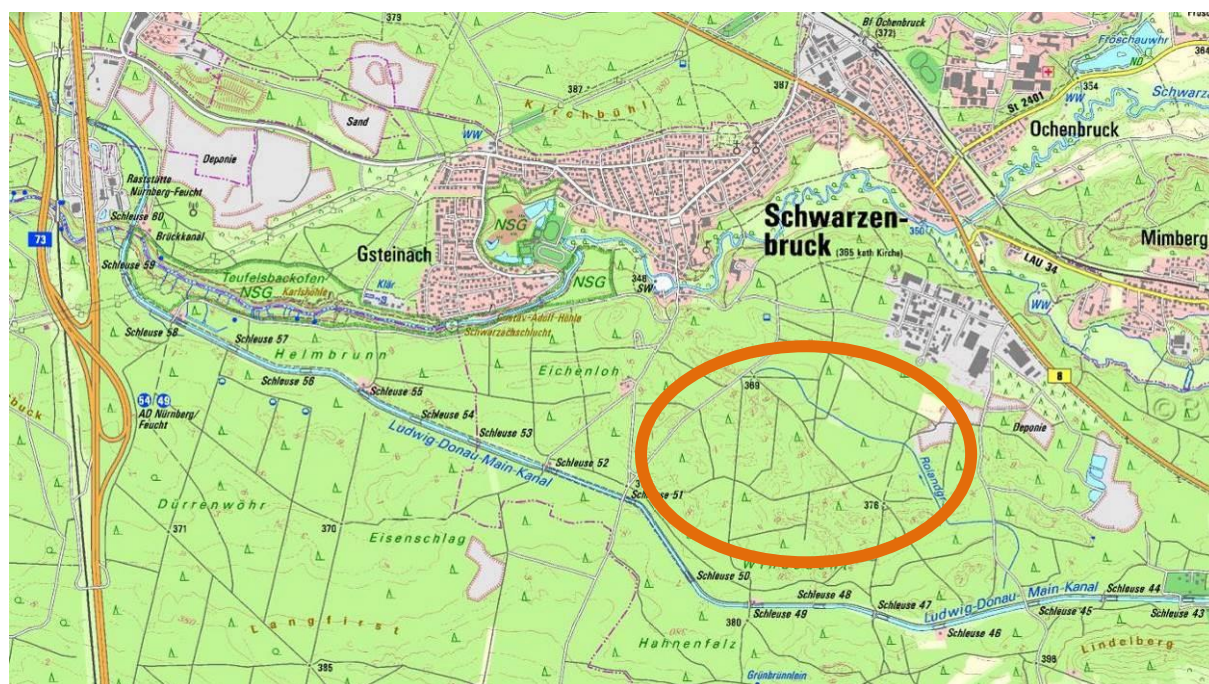 379
Bf Ochenbruck
(372)
364
Fröschauwhr
ND
387
Kirchbühl
387
Sand
St 2401
WW
354
Schwarza
WW
Ochenbruck
Deponie
Raststätte
Nürnberg-Feucht
Schleuse 60
Brückkanal
73
NSG
Schwarzen-
bruck
(365 kath Kirche)
350
Mimberg
Gsteinach
LAU 34
Schleuse 59
Teufelsbackofen
NSG
Karlshöhle
Klär
NSG
348
SW
WW
Gustav-Adolf-Höhle
Schwarzachschlucht
Schleuse 58
Schleuse 57
Helmbrunn
Schleuse 56
Eichenloh
369
8
Schleuse 55
54
49
AD Nürnberg/
Feucht
Schleuse 54
Schleuse 53
Ludwig-Donau-Main-Kanal
Deponie
Schleuse 52
Rolandgr
Schleuse 51
376
Dürrenwöhr
371
370
Eisenschlag
Schleuse 50
Schleuse 48
Schleuse 47
Schleuse 49
380
Ludwig-Donau-Main-Kanal
Schleuse 44
Schleuse 45
43
Schleuse 46
Langfirst
Hahnenfalz
Lindelberg
385
398
Grünbrünnlein